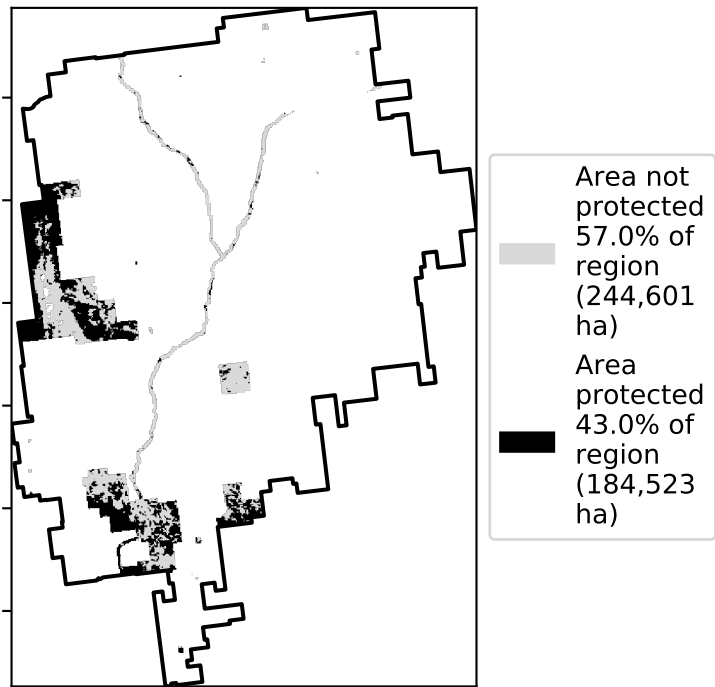 Area not
protected
57.0% of
region
(244,601
ha)
Area
protected
43.0% of
region
(184,523
ha)